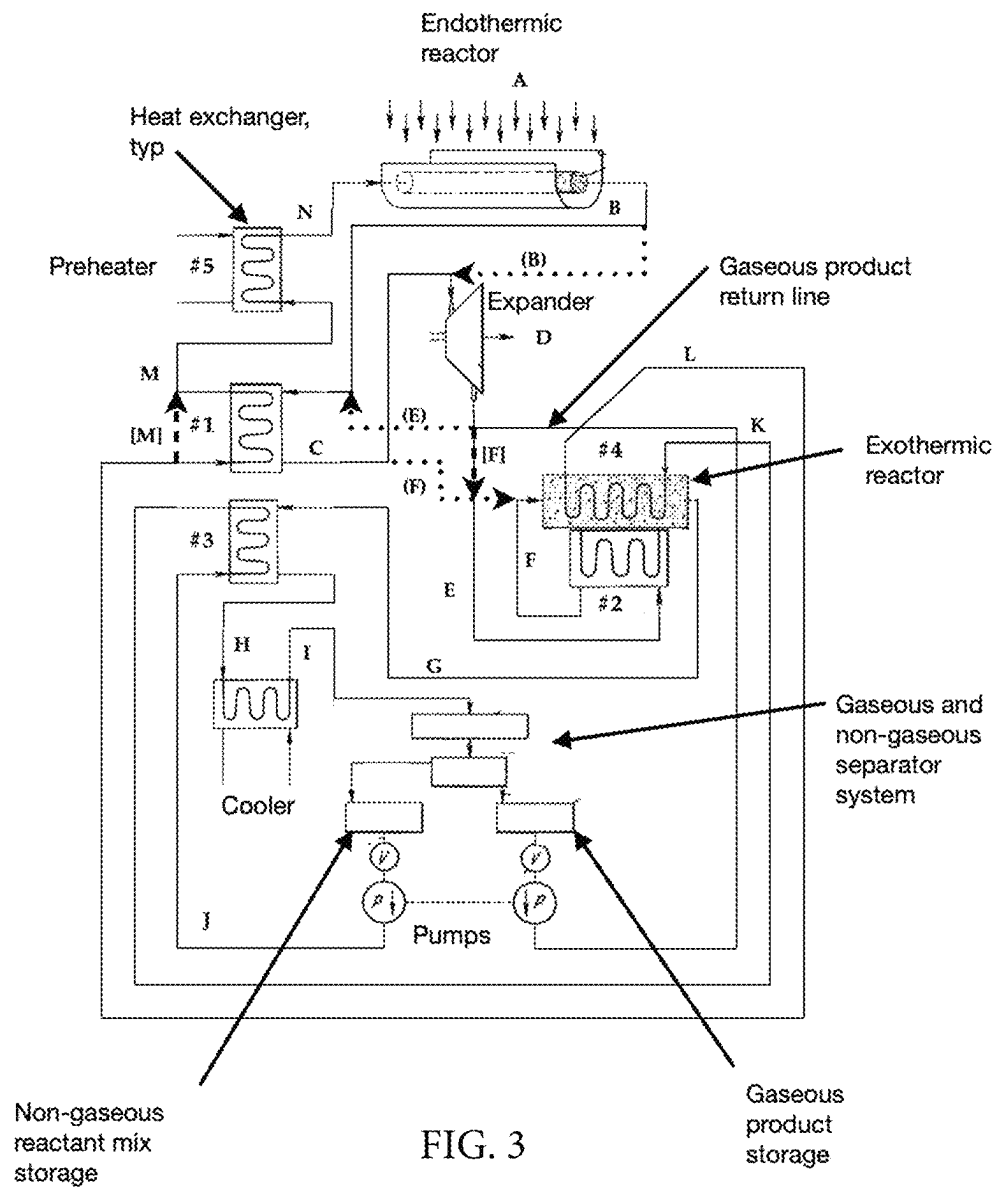 Endothermic
reactor
A
Heat exchanger,
typ
N
B
Preheater
#5
(B)
Gaseous product
return line
Expander
D
L
M
[M]
#1
(E)
K
C
[F]
#4
Exothermic
reactor
(F)
#3
F
E
#2
H
I
G
Gaseous and
non-gaseous
separator
system
Cooler
V
V
P
P
J
Pumps
Non-gaseous
reactant mix
storage
Gaseous
product
storage
FIG. 3